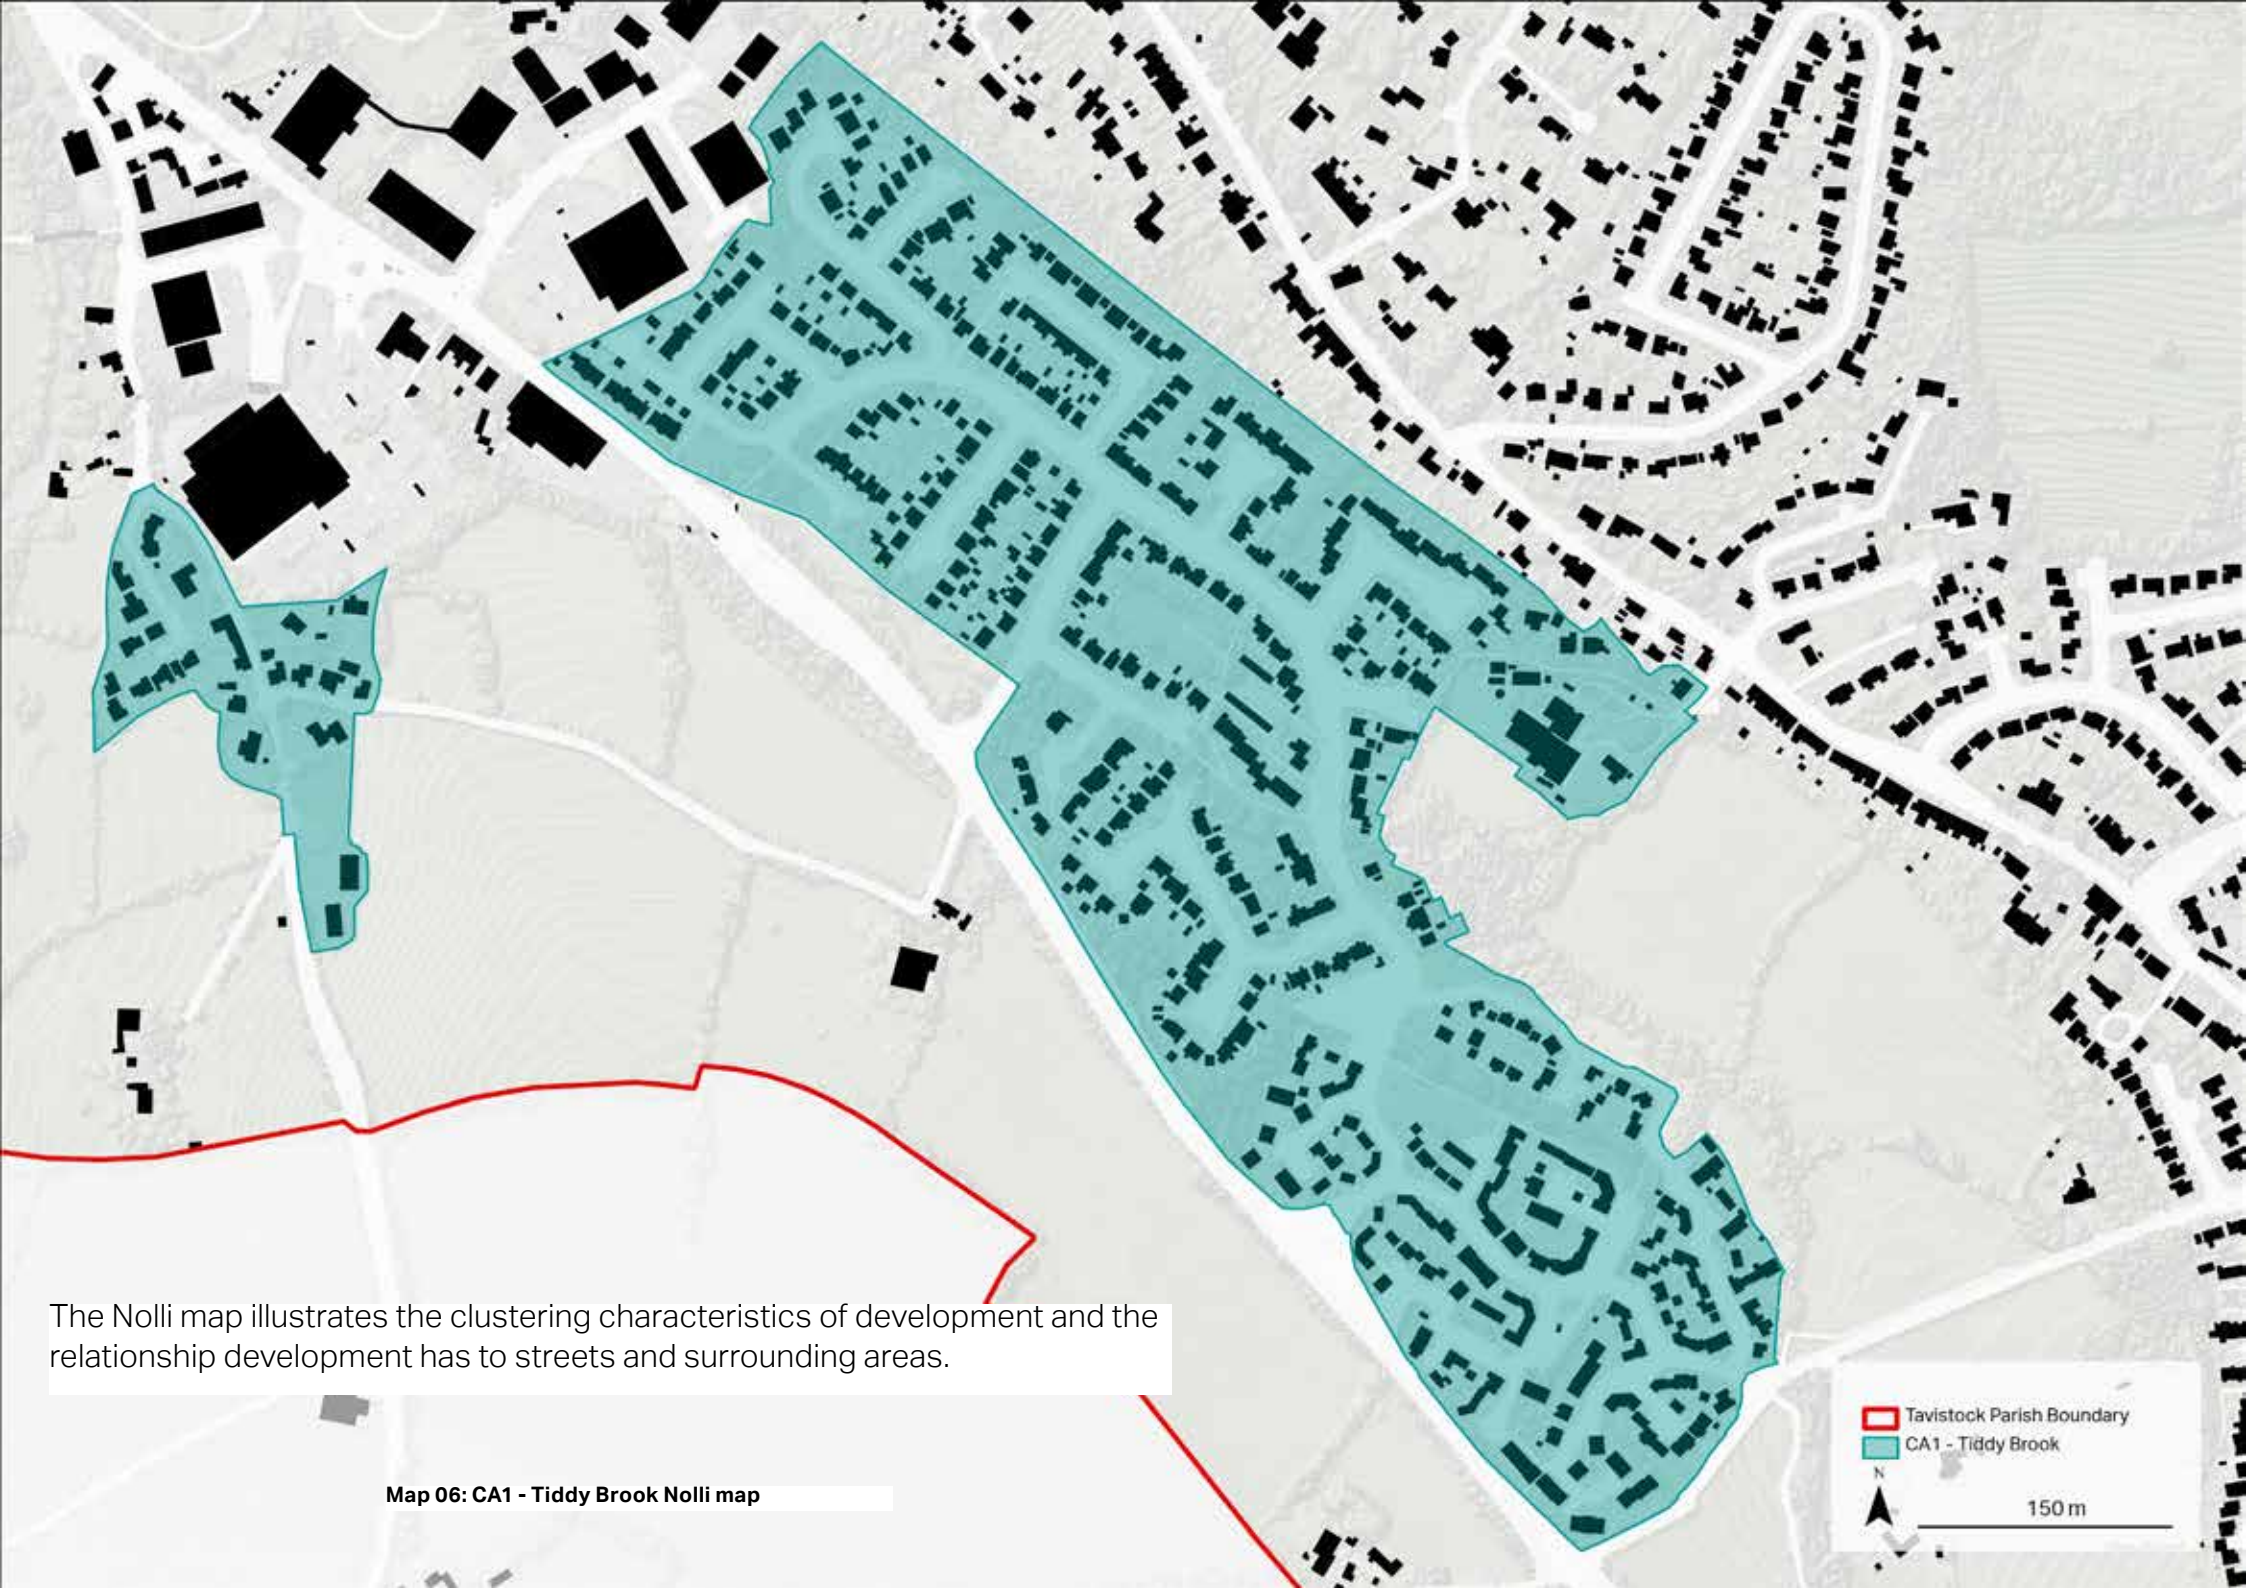 The Nolli map illustrates the clustering characteristics of development and the
relationship development has to streets and surrounding areas.
Map 06: CA1 - Tiddy Brook Nolli map
Tavistock Parish Boundary
CA1 - Tiddy Brook
N
150 m